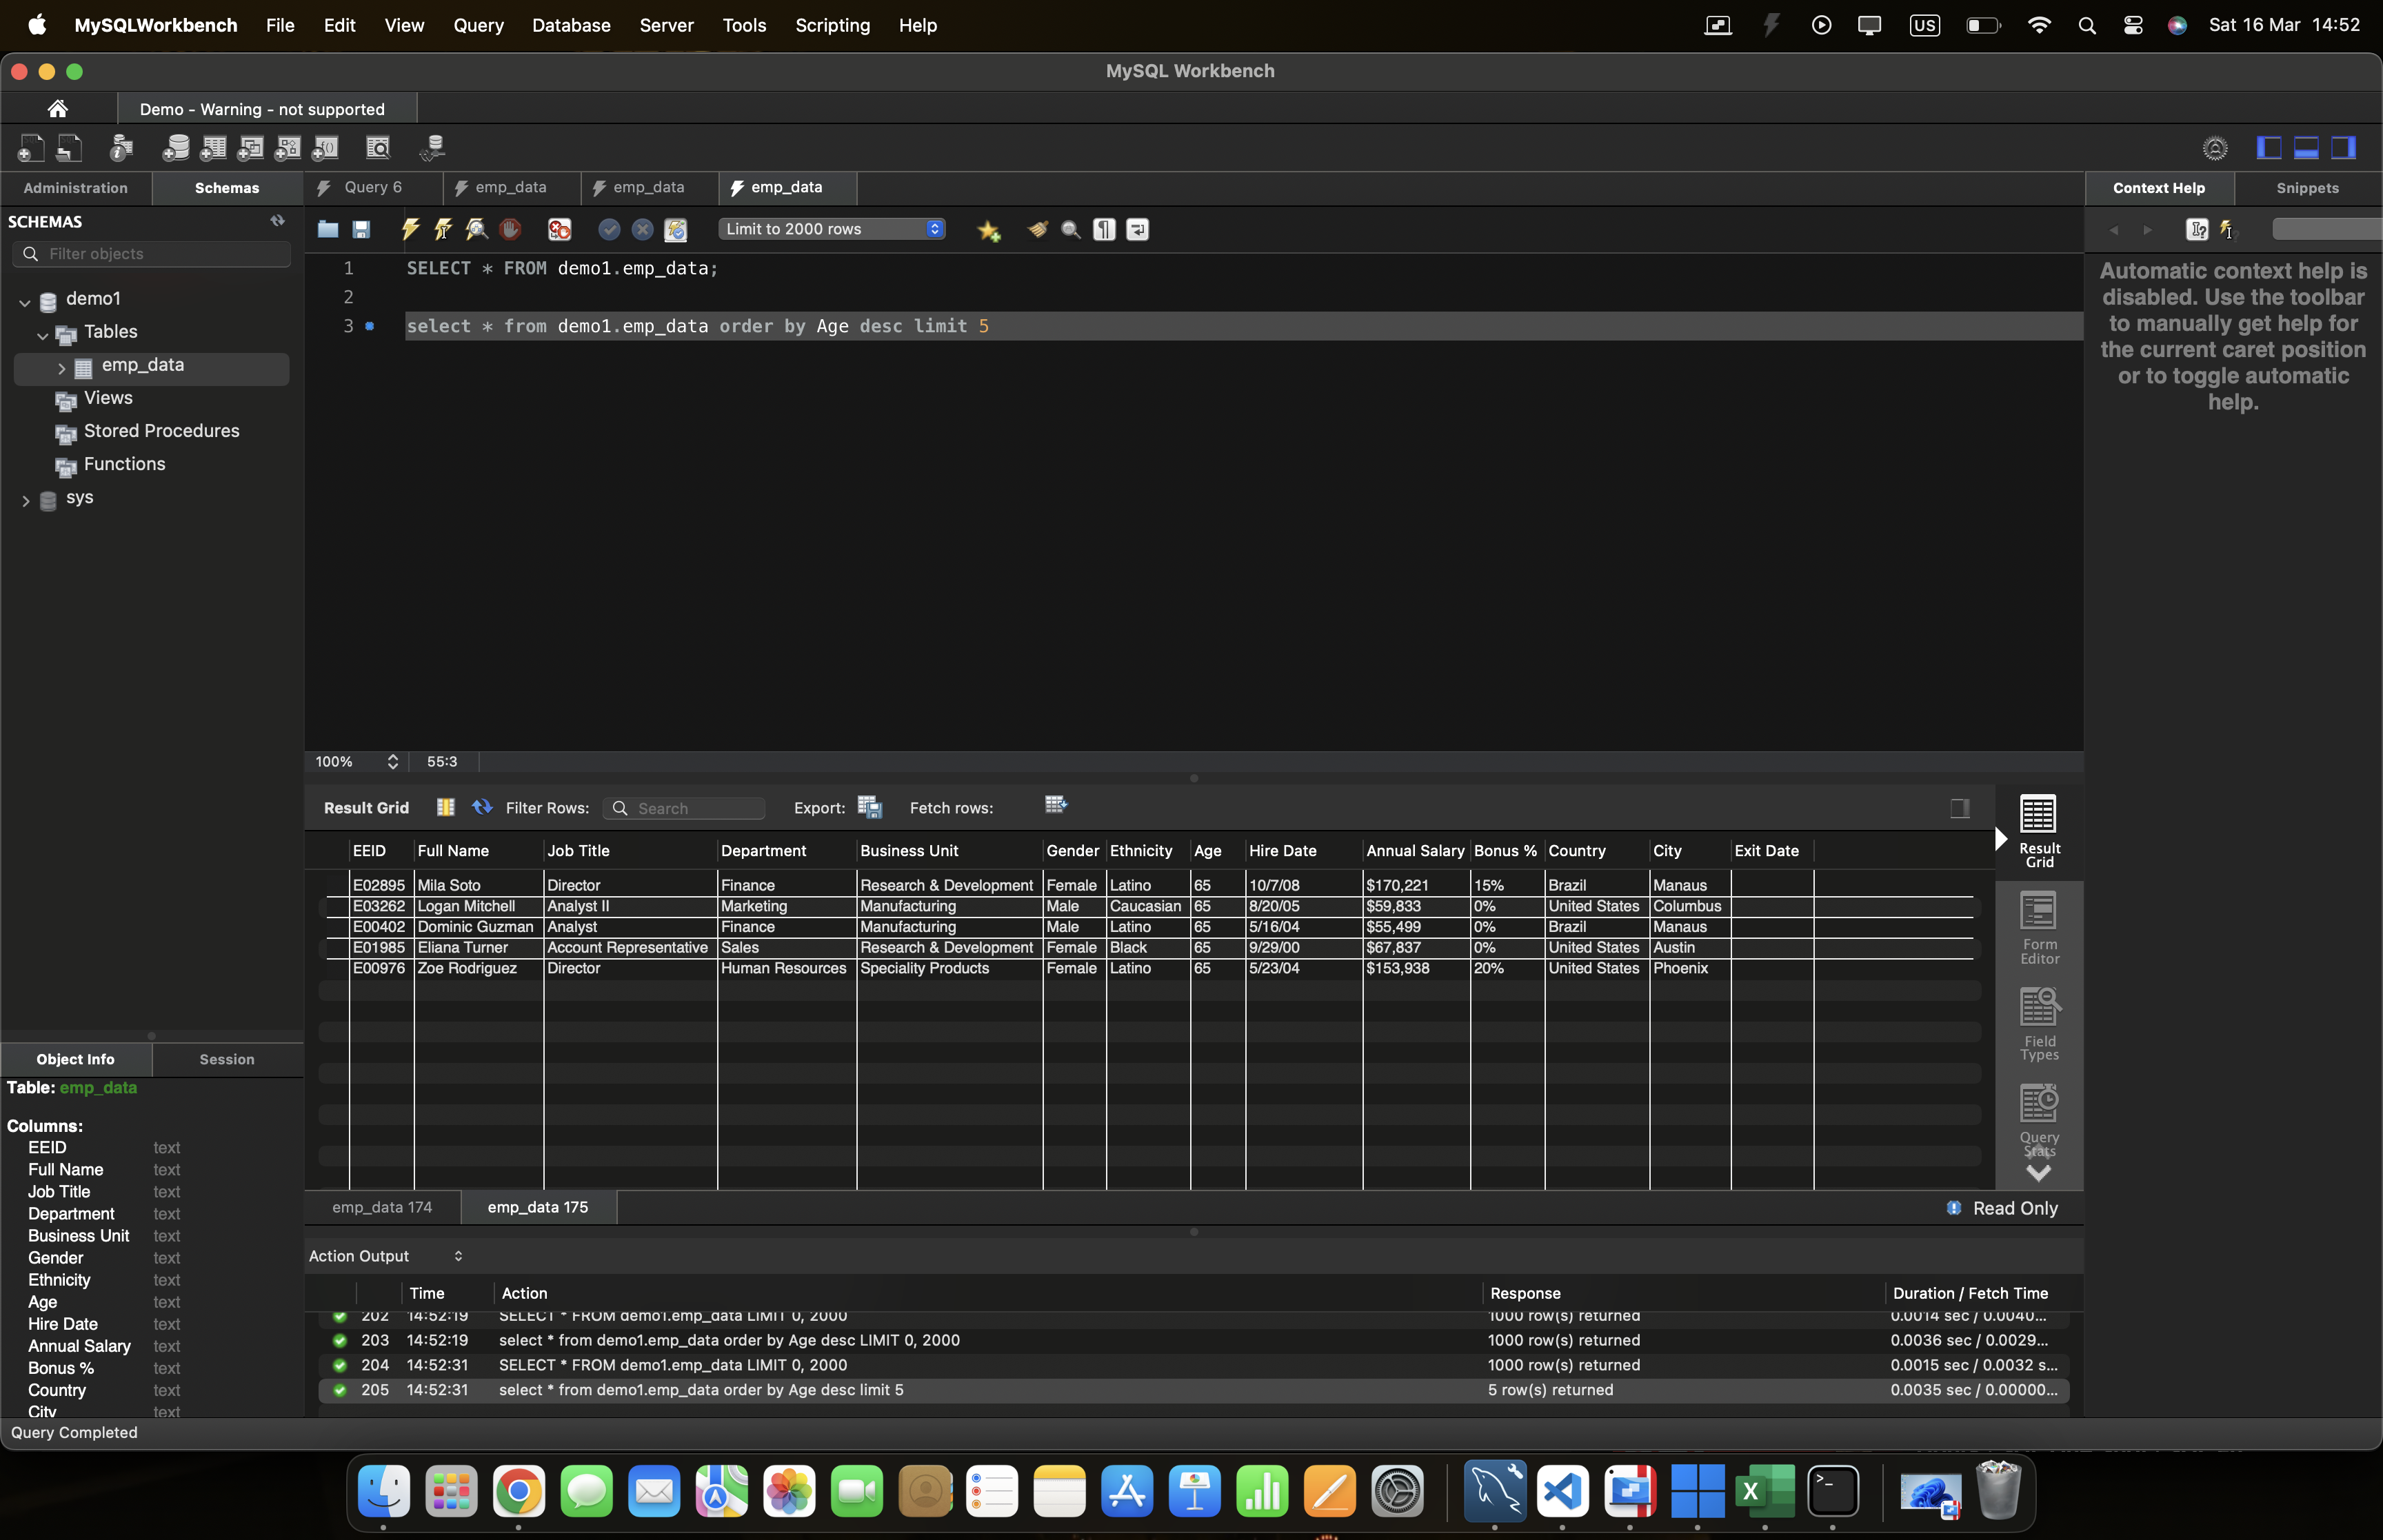 MySQLWorkbench File Edit View Query Database Server Tools Scripting Help US Sat 16 Mar 14:52
MySQL Workbench
Demo - Warning - not supported
Administration Schemas Query 6 emp_data emp_data emp_data Context Help Snippets
SCHEMAS
Limit to 2000 rows
Filter objects
demo1
Tables
emp_data
Views
Stored Procedures
Functions
sys
1 SELECT * FROM demo1.emp_data;
2
3 select * from demo1.emp_data order by Age desc limit 5
Automatic context help is
disabled. Use the toolbar
to manually get help for
the current caret position
or to toggle automatic
help.
100% 55:3
Result Grid Filter Rows: Search Export: Fetch rows:
EEID Full Name Job Title Department Business Unit Gender Ethnicity Age Hire Date Annual Salary Bonus % Country City Exit Date
E02895 Mila Soto Director Finance Research & Development Female Latino 65 10/7/08 $170,221 15% Brazil Manaus
E03262 Logan Mitchell Analyst II Marketing Manufacturing Male Caucasian 65 8/20/05 $59,833 0% United States Columbus
E00402 Dominic Guzman Analyst Finance Manufacturing Male Latino 65 5/16/04 $55,499 0% Brazil Manaus
E01985 Eliana Turner Account Representative Sales Research & Development Female Black 65 9/29/00 $67,837 0% United States Austin
E00976 Zoe Rodriguez Director Human Resources Speciality Products Female Latino 65 5/23/04 $153,938 20% United States Phoenix
Result
Grid
Form
Editor
Field
Types
Query
Stats
emp_data 174 emp_data 175 Read Only
Object Info Session
Table: emp_data
Columns:
EEID text
Full Name text
Job Title text
Department text
Business Unit text
Gender text
Ethnicity text
Age text
Hire Date text
Annual Salary text
Bonus % text
Country text
City text
Action Output
Time Action Response Duration / Fetch Time
202 14:52:19 SELECT * FROM demo1.emp_data LIMIT 0, 2000 1000 row(s) returned 0.0014 sec / 0.0040...
203 14:52:19 select * from demo1.emp_data order by Age desc LIMIT 0, 2000 1000 row(s) returned 0.0036 sec / 0.0029...
204 14:52:31 SELECT * FROM demo1.emp_data LIMIT 0, 2000 1000 row(s) returned 0.0015 sec / 0.0032 s...
205 14:52:31 select * from demo1.emp_data order by Age desc limit 5 5 row(s) returned 0.0035 sec / 0.00000...
Query Completed